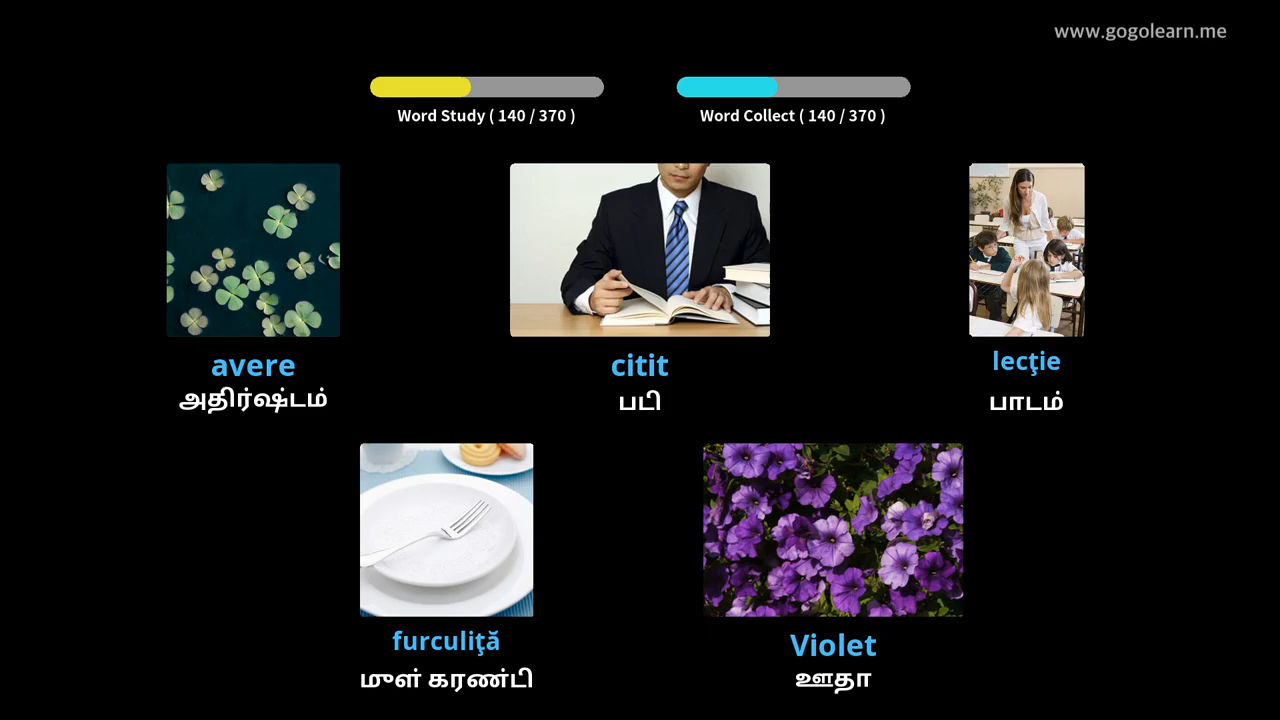 www.gogolearn.me
Word Study ( 140 / 370 )
Word Collect ( 140 / 370 )
avere
அதிர்ஷ்டம்
citit
படி
lecţie
பாடம்
furculiţă
முள் கரண்டி
Violet
ஊதா